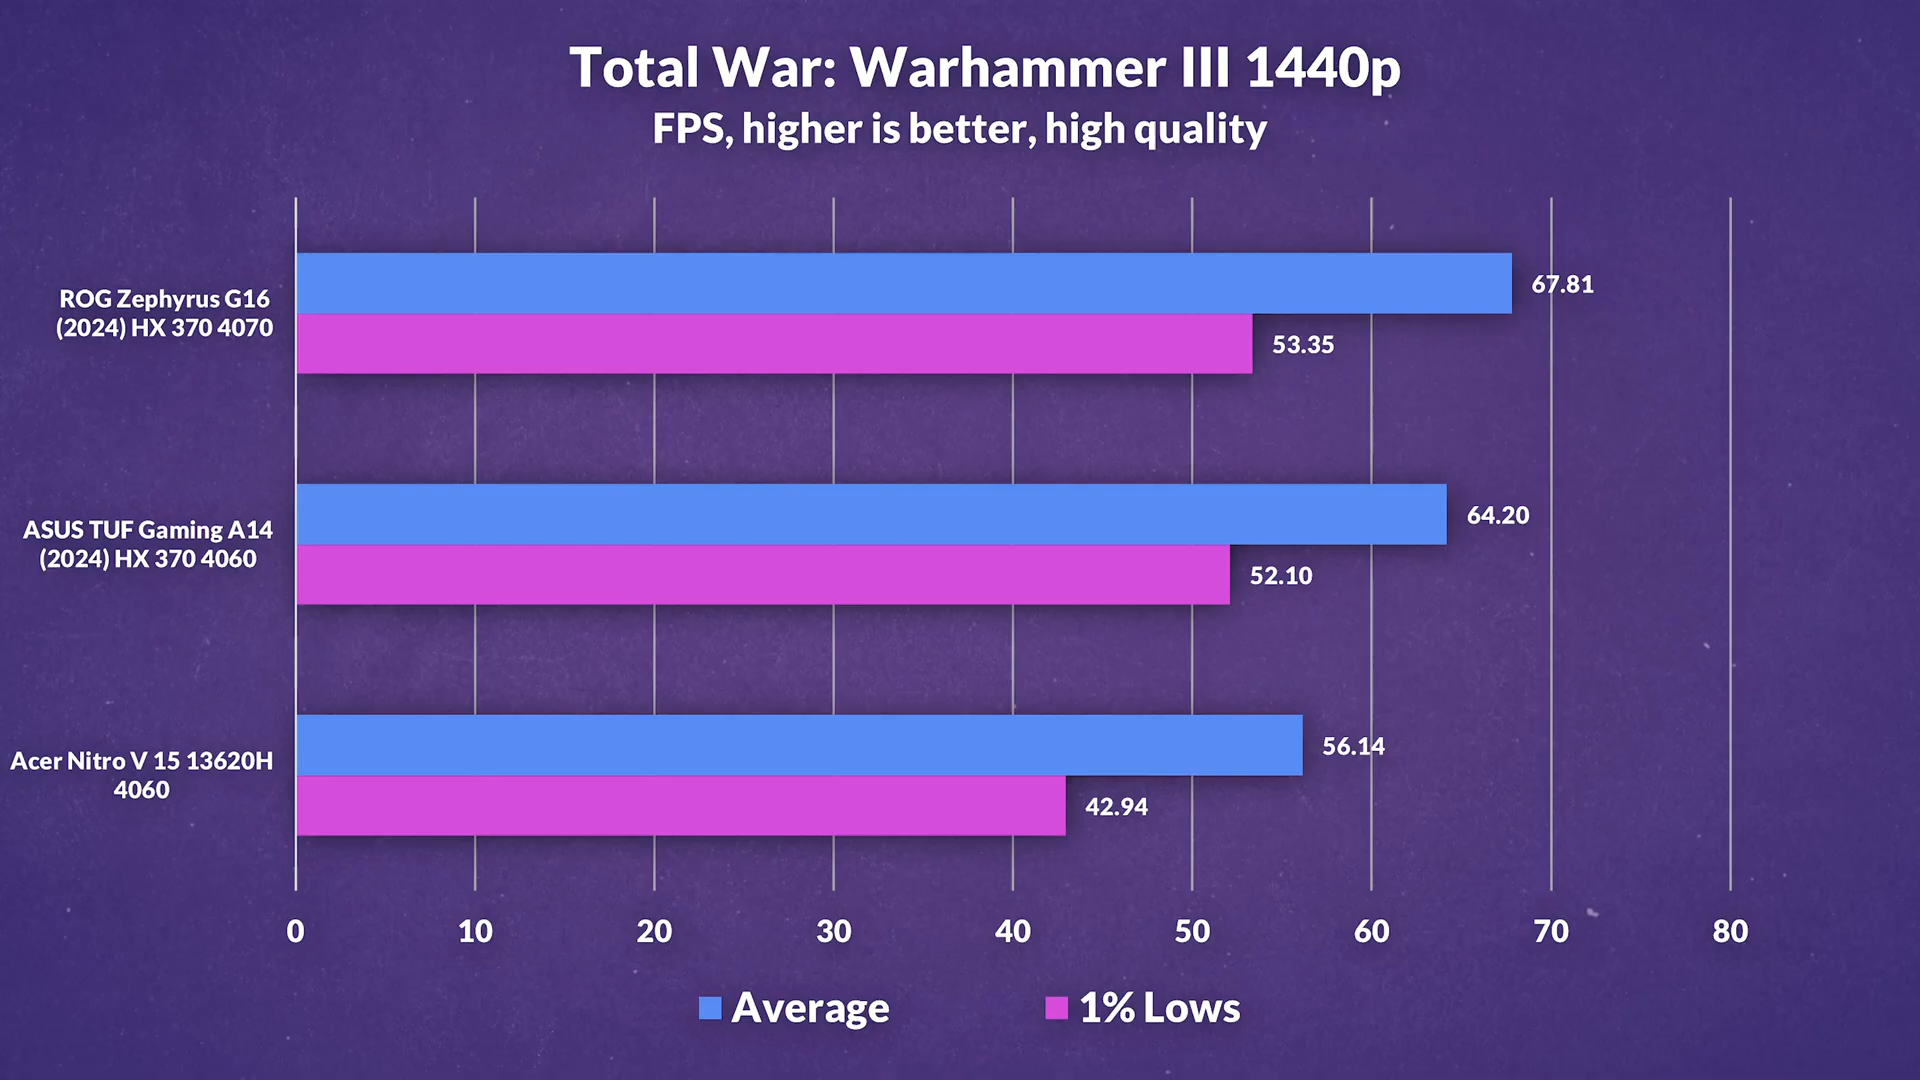 Total War: Warhammer III 1440p
FPS, higher is better, high quality
ROG Zephyrus G16
(2024) HX 370 4070
67.81
53.35
ASUS TUF Gaming A14
(2024) HX 370 4060
64.20
52.10
Acer Nitro V 15 13620H
4060
56.14
42.94
0 10 20 30 40 50 60 70 80
Average 1% Lows